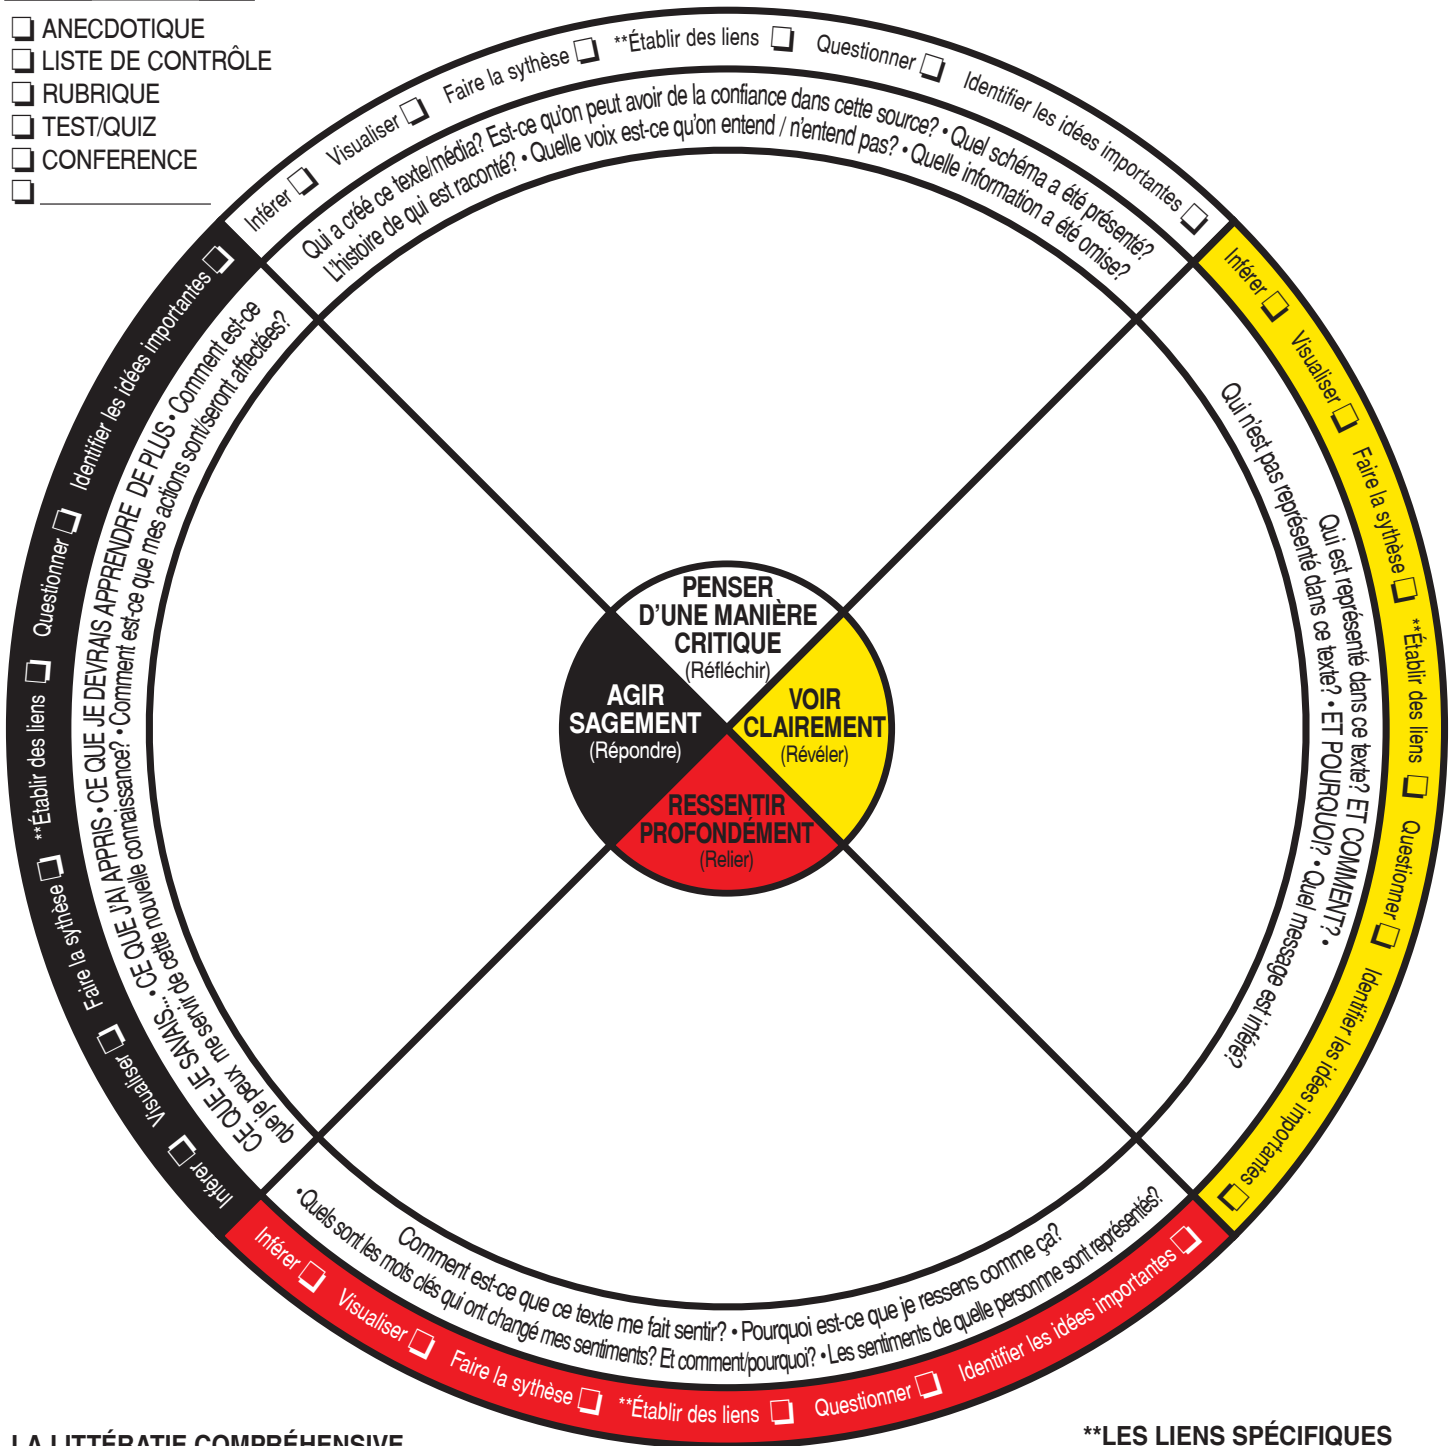 ❏ ANECDOTIQUE
❏ LISTE DE CONTRÔLE
❏ RUBRIQUE
❏ TEST/QUIZ
❏ CONFERENCE
❏ ____________
Inférer ❏ Visualiser ❏ Faire la sythèse ❏ **Établir des liens ❏ Questionner ❏ Identifier les idées importantes ❏
Qui a créé ce texte/média? Est-ce qu'on peut avoir de la confiance dans cette source? • Quel schéma a été présenté?
L'histoire de qui est raconté? • Quelle voix est-ce qu'on entend / n'entend pas? • Quelle information a été omise?
Inférer ❏ Visualiser ❏ Faire la sythèse ❏ **Établir des liens ❏ Questionner ❏ Identifier les idées importantes ❏
Qui est représenté dans ce texte? ET COMMENT? •
Qui n'est pas représenté dans ce texte? • ET POURQUOI? • Quel message est inféré?
PENSER
D'UNE MANIÈRE
CRITIQUE
(Réfléchir)
AGIR
SAGEMENT
(Répondre)
VOIR
CLAIREMENT
(Révéler)
RESSENTIR
PROFONDÉMENT
(Relier)
Inférer ❏ Visualiser ❏ Faire la sythèse ❏ **Établir des liens ❏ Questionner ❏ Identifier les idées importantes ❏
CE QUE JE SAVAIS... • CE QUE J'AI APPRIS • CE QUE JE DEVRAIS APPRENDRE DE PLUS • Comment est-ce
que je peux me servir de cette nouvelle connaissance? • Comment est-ce que mes actions sont/seront affectées?
Comment est-ce que ce texte me fait sentir? • Pourquoi est-ce que je ressens comme ça?
•Quels sont les mots clés qui ont changé mes sentiments? Et comment/pourquoi? • Les sentiments de quelle personnne sont représentés?
Inférer ❏ Visualiser ❏ Faire la sythèse ❏ **Établir des liens ❏ Questionner ❏ Identifier les idées importantes ❏
LA LITTÉRATIE COMPRÉHENSIVE
**LES LIENS SPÉCIFIQUES